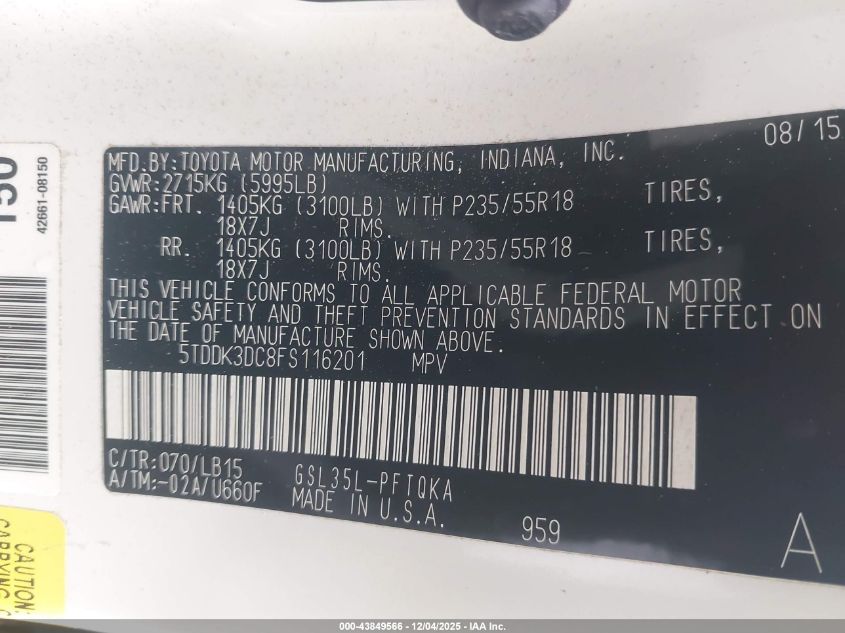 08/15
MFD.BY:TOYOTA MOTOR MANUFACTURING, INDIANA, INC.
GVWR:2715KG (5995LB)
GAWR:FRT. 1405KG (3100LB) WITH P235/55R18 TIRES,
18X7J RIMS.
RR. 1405KG (3100LB) WITH P235/55R18 TIRES,
18X7J RIMS.
THIS VEHICLE CONFORMS TO ALL APPLICABLE FEDERAL MOTOR
VEHICLE SAFETY AND THEFT PREVENTION STANDARDS IN EFFECT ON
THE DATE OF MANUFACTURE SHOWN ABOVE.
5TDDK3DC8FS116201 MPV
C/TR:070/LB15 GSL35L-PFTQKA
A/TM:-02A/U660F MADE IN U.S.A.
959
A
150
42661-08150
CAUTION
CARRYING
000-43849566 - 12/04/2025 - IAA Inc.